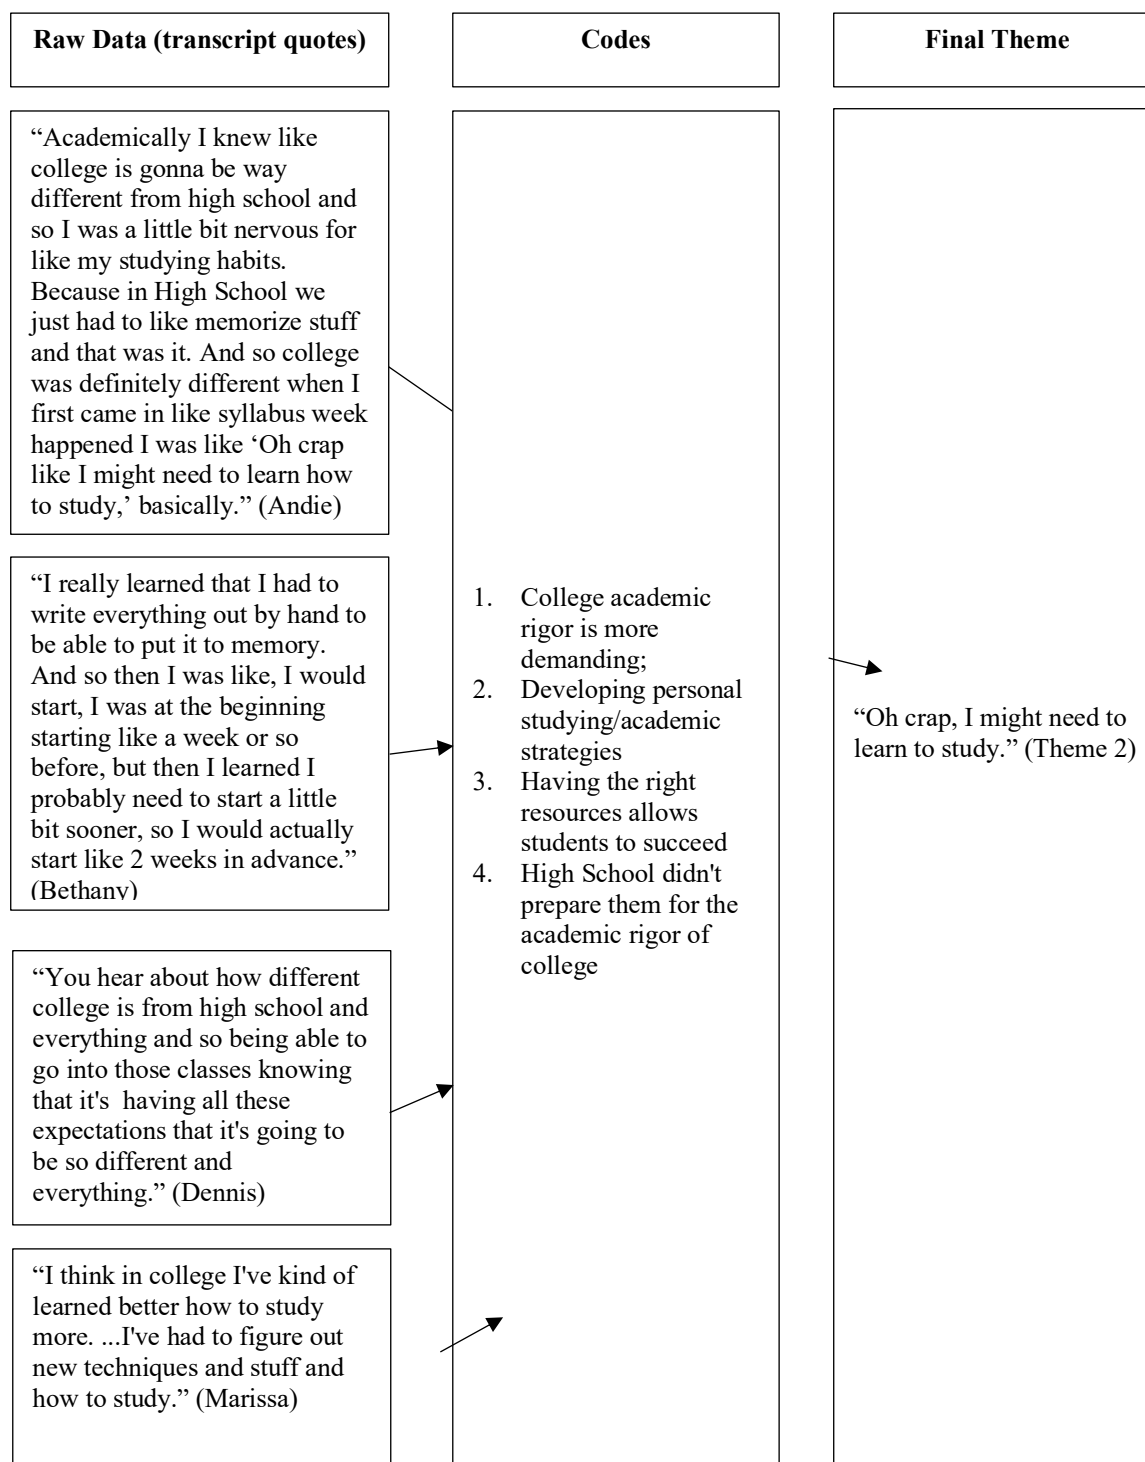 Raw Data (transcript quotes)
Codes
Final Theme
“Academically I knew like
college is gonna be way
different from high school and
so I was a little bit nervous for
like my studying habits.
Because in High School we
just had to like memorize stuff
and that was it. And so college
was definitely different when I
first came in like syllabus week
happened I was like ‘Oh crap
like I might need to learn how
to study,’ basically.” (Andie)
“I really learned that I had to
write everything out by hand to
be able to put it to memory.
And so then I was like, I would
start, I was at the beginning
starting like a week or so
before, but then I learned I
probably need to start a little
bit sooner, so I would actually
start like 2 weeks in advance.”
(Bethany)
“You hear about how different
college is from high school and
everything and so being able to
go into those classes knowing
that it's  having all these
expectations that it's going to
be so different and
everything.” (Dennis)
“I think in college I've kind of
learned better how to study
more. ...I've had to figure out
new techniques and stuff and
how to study.” (Marissa)
1. College academic
rigor is more
demanding;
2. Developing personal
studying/academic
strategies
3. Having the right
resources allows
students to succeed
4. High School didn't
prepare them for the
academic rigor of
college
“Oh crap, I might need to
learn to study.” (Theme 2)